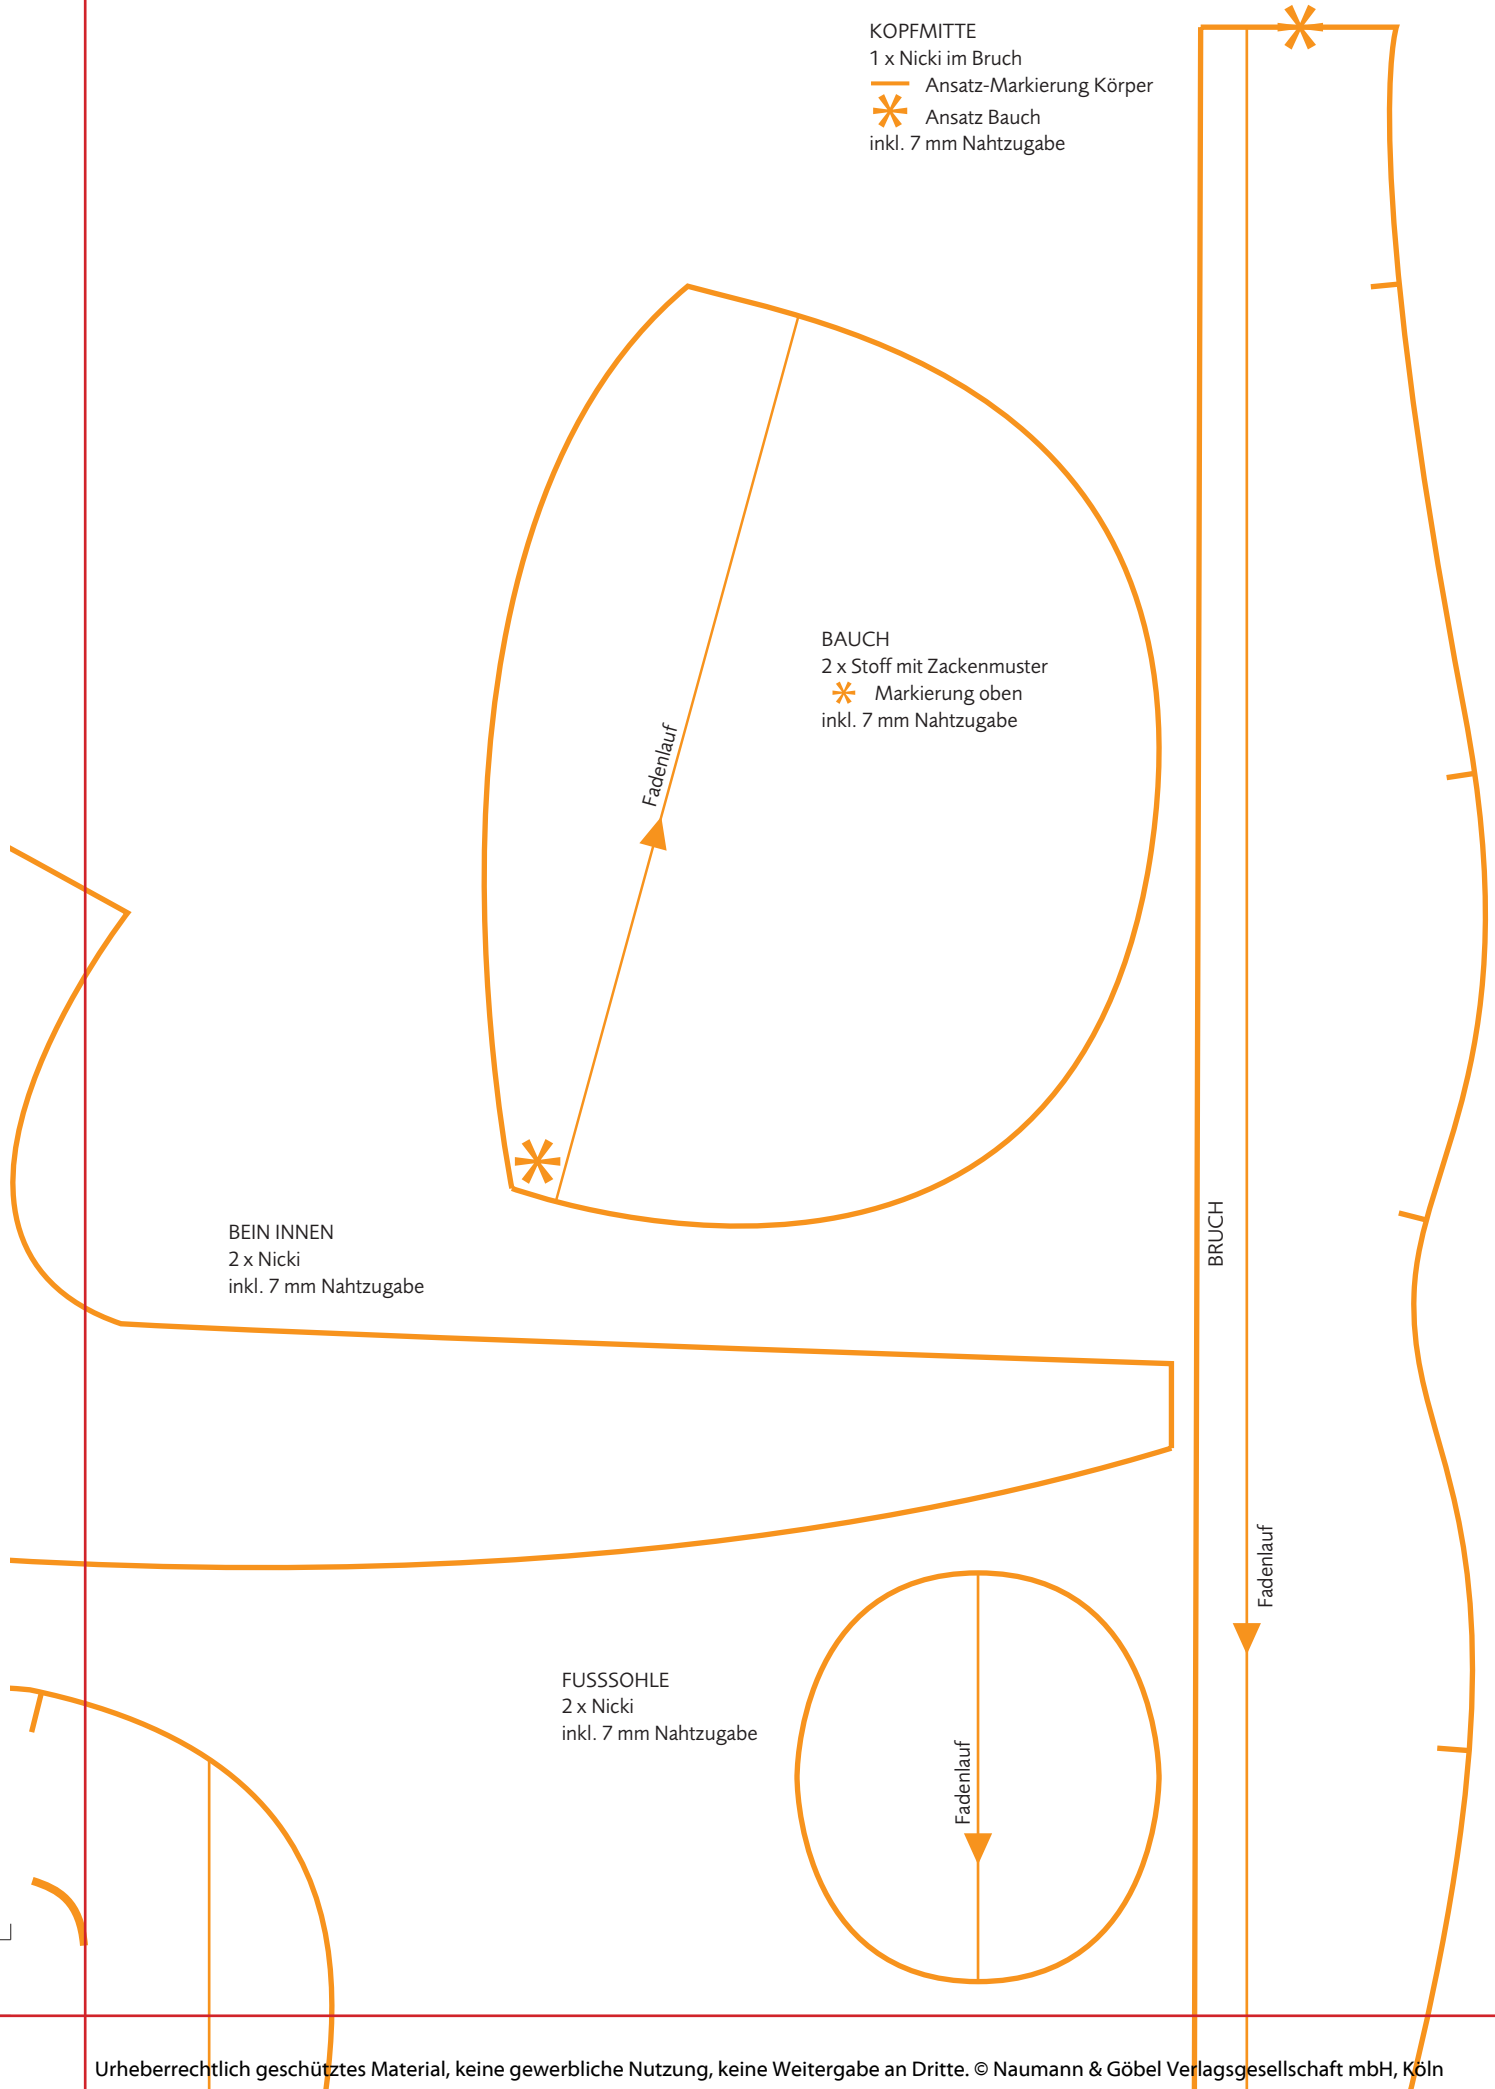 KOPFMITTE
1 x Nicki im Bruch
Ansatz-Markierung Körper
Ansatz Bauch
inkl. 7 mm Nahtzugabe
BAUCH
2 x Stoff mit Zackenmuster
Markierung oben
inkl. 7 mm Nahtzugabe
Fadenlauf
BEIN INNEN
2 x Nicki
inkl. 7 mm Nahtzugabe
BRUCH
Fadenlauf
FUSSSOHLE
2 x Nicki
inkl. 7 mm Nahtzugabe
Fadenlauf
Urheberrechtlich geschütztes Material, keine gewerbliche Nutzung, keine Weitergabe an Dritte. © Naumann & Göbel Verlagsgesellschaft mbH, Köln